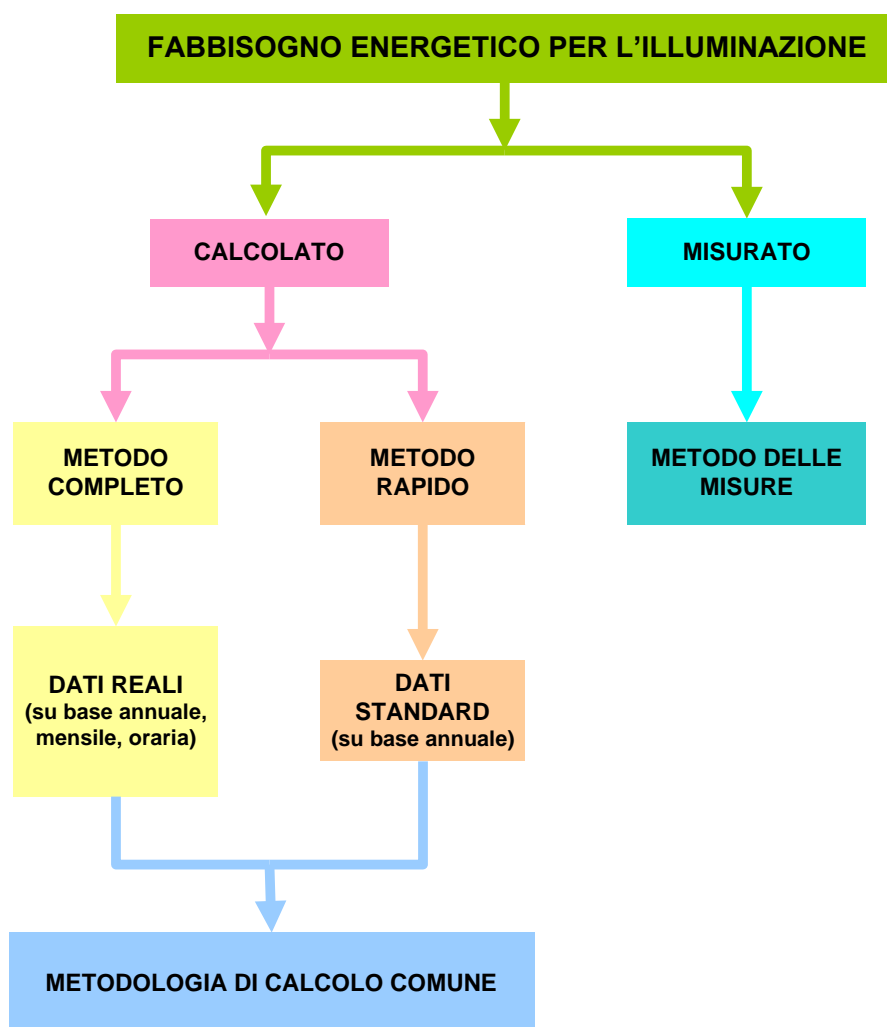 FABBISOGNO ENERGETICO PER L'ILLUMINAZIONE
CALCOLATO
MISURATO
METODO
COMPLETO
METODO
RAPIDO
METODO DELLE
MISURE
DATI REALI
(su base annuale,
mensile, oraria)
DATI
STANDARD
(su base annuale)
METODOLOGIA DI CALCOLO COMUNE